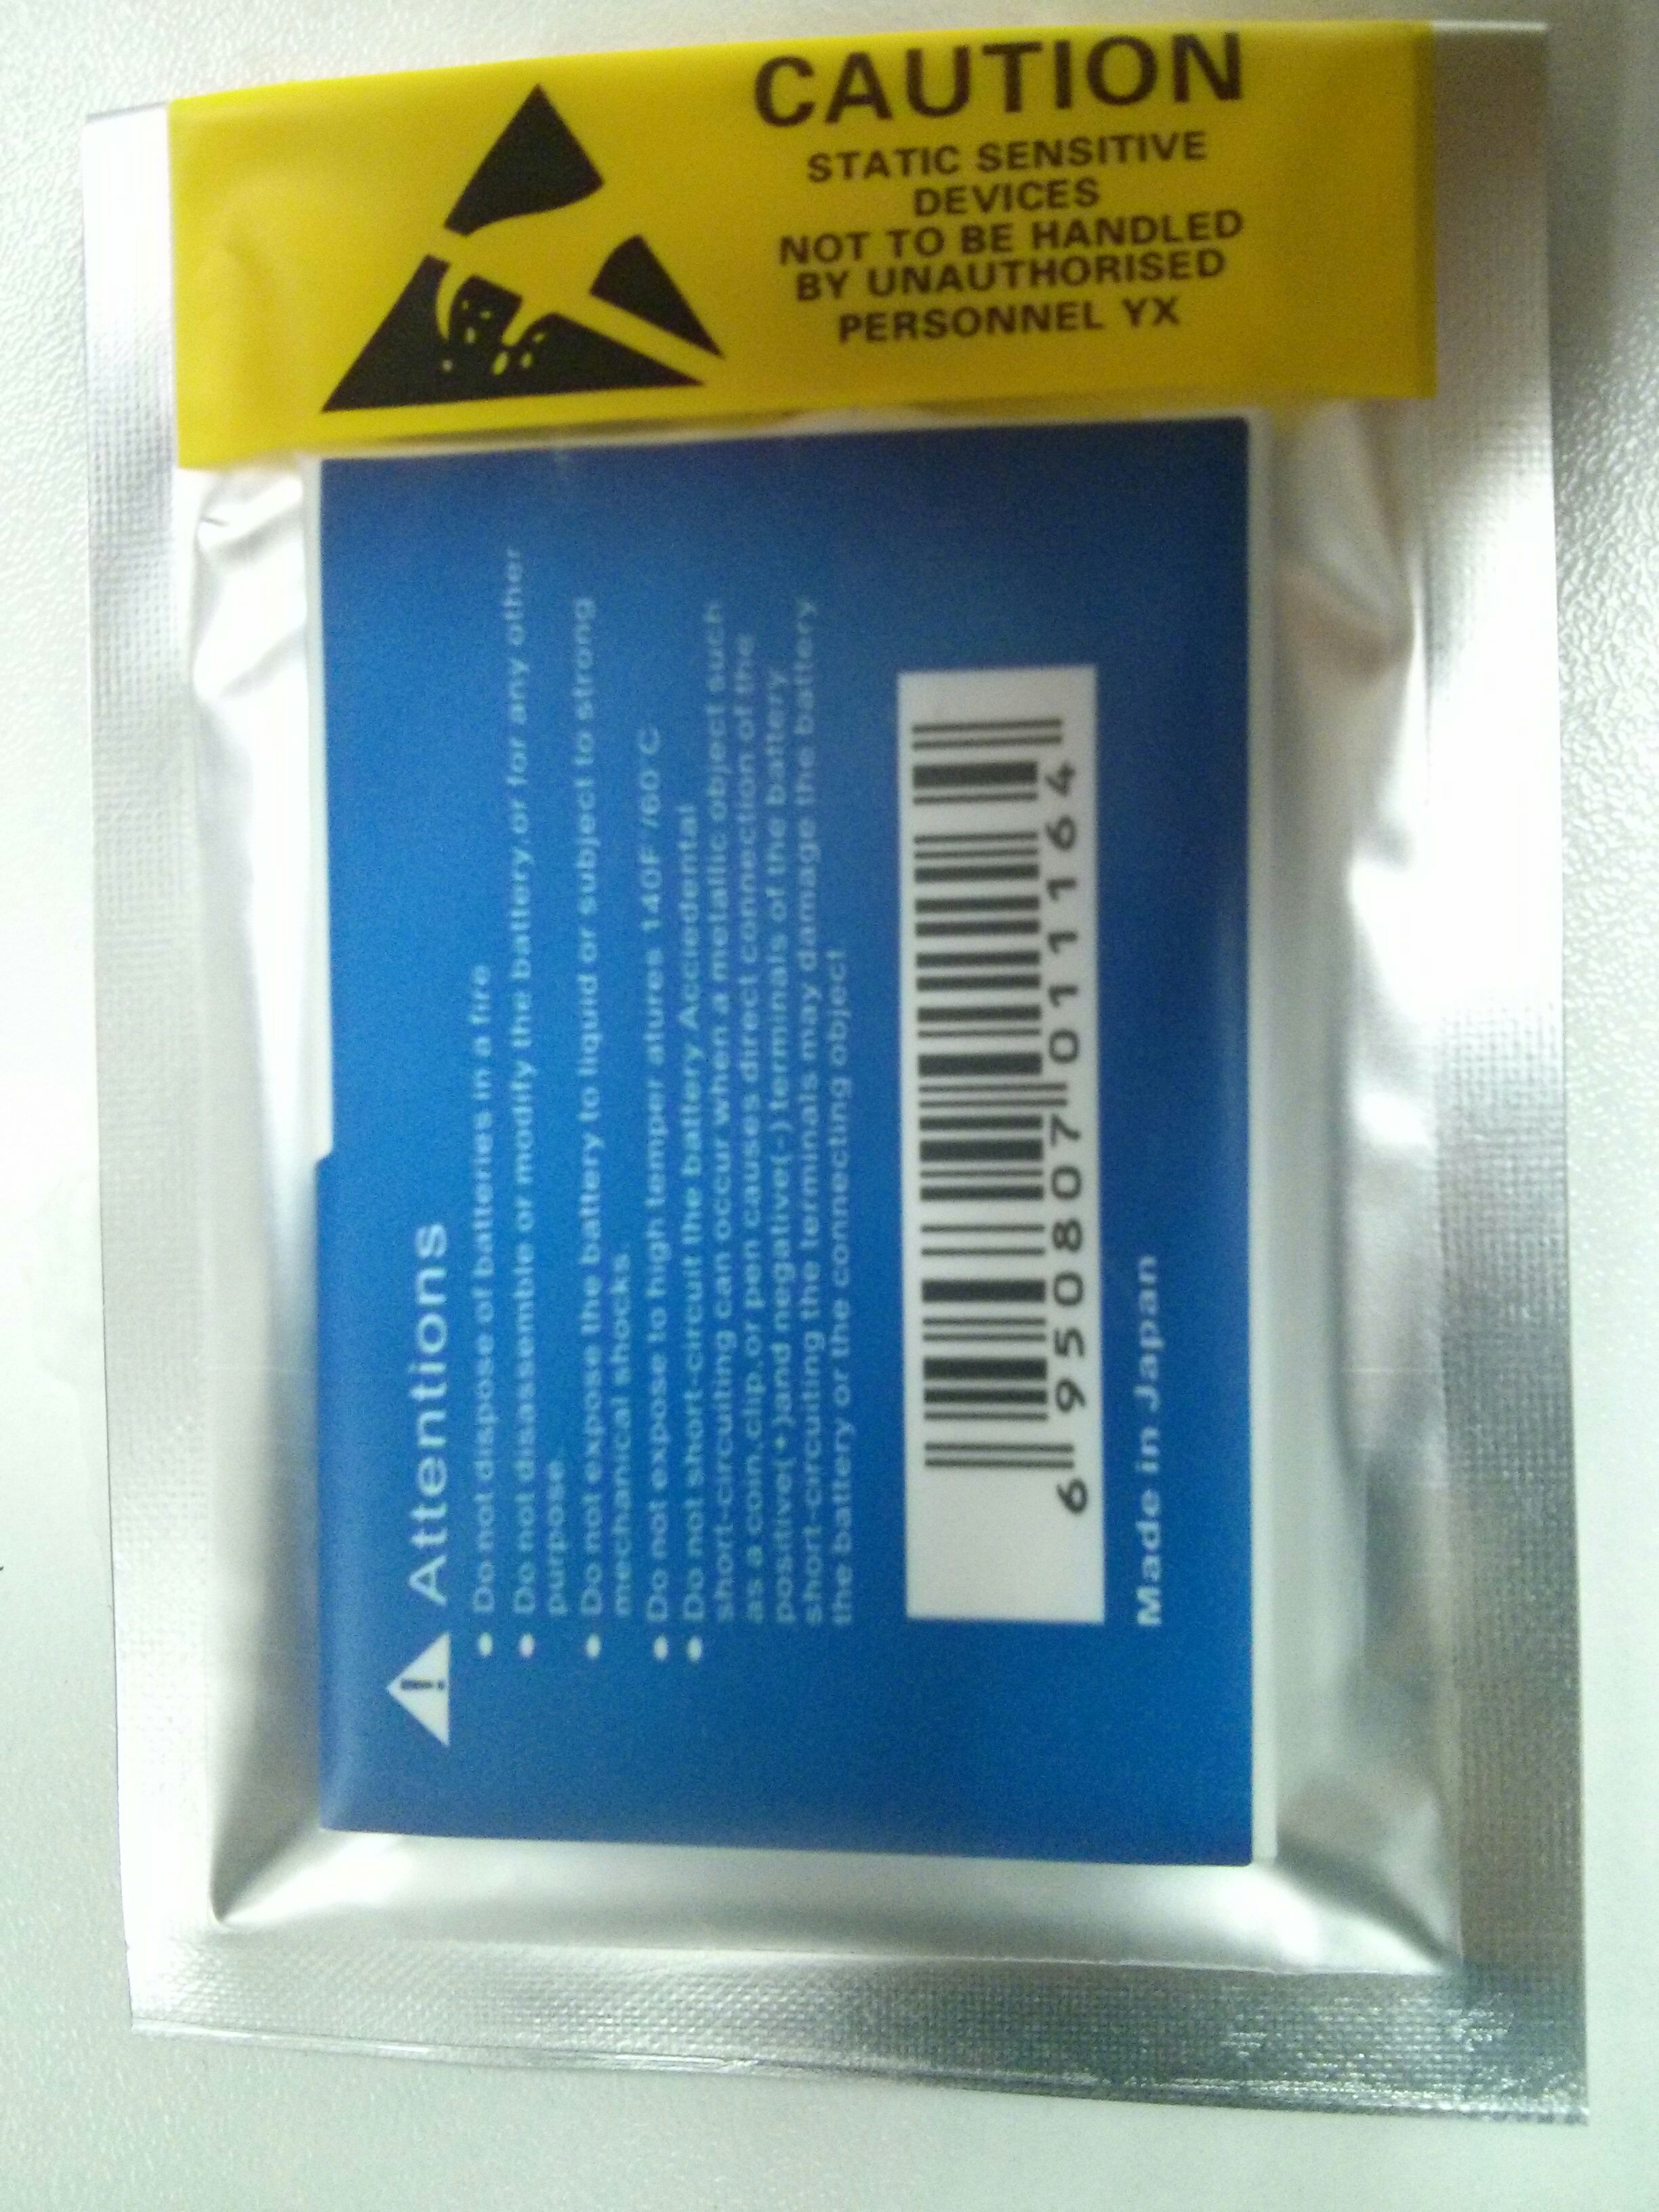 CAUTION
STATIC SENSITIVE
DEVICES
NOT TO BE HANDLED
BY UNAUTHORISED
PERSONNEL YX
Attentions
Do not dispose of batteries in a fire
Do not disassemble or modify the battery,or for any other
purpose
Do not expose the battery to liquid or subject to strong
mechanical shocks.
Do not expose to high temper atures 140F°/60°C
Do not short-circuit the battery Acciedental
short-circuiting can occur when a metallic object such
as a coin,clip,or pen causes direct connection of the
positive(+)and negative(-) terminals of the battery
short-circuiting the terminals may damage the battery
the battery or the connecting object
6 950807 011164
Made in Japan